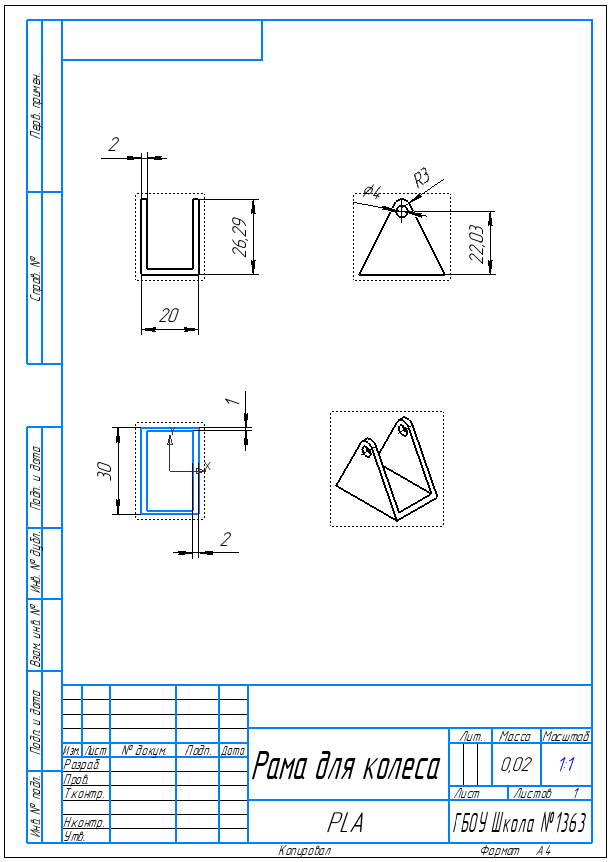 Перв. примен.
Справ. №
Подп. и дата
Инв. № дубл.
Взам. инв. №
Подп. и дата
Инв. № подл.
2
26,29
20
⌀4
R3
22,03
1
30
2
Y
X
Изм. Лист № докум. Подп. Дата
Разраб.
Пров.
Т.контр.
Н.контр.
Утв.
Рама для колеса
PLA
Лит. Масса Масштаб
0,02 1:1
Лист Листов 1
ГБОУ Школа №1363
Копировал Формат А4